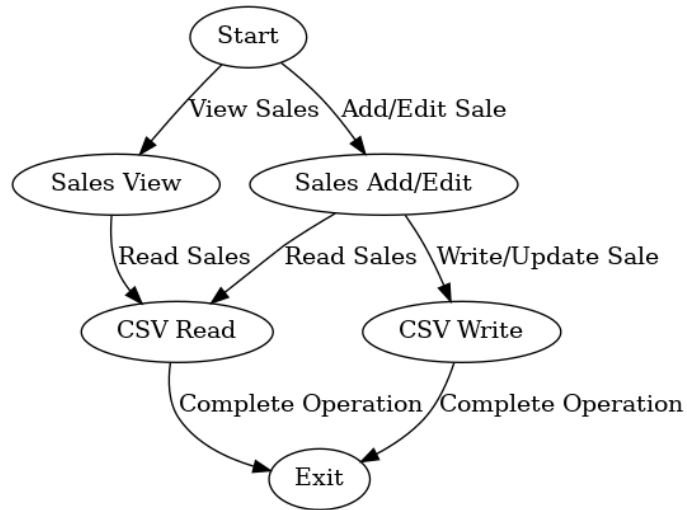 Start
View Sales
Add/Edit Sale
Sales View
Sales Add/Edit
Read Sales
Read Sales
Write/Update Sale
CSV Read
CSV Write
Complete Operation
Complete Operation
Exit